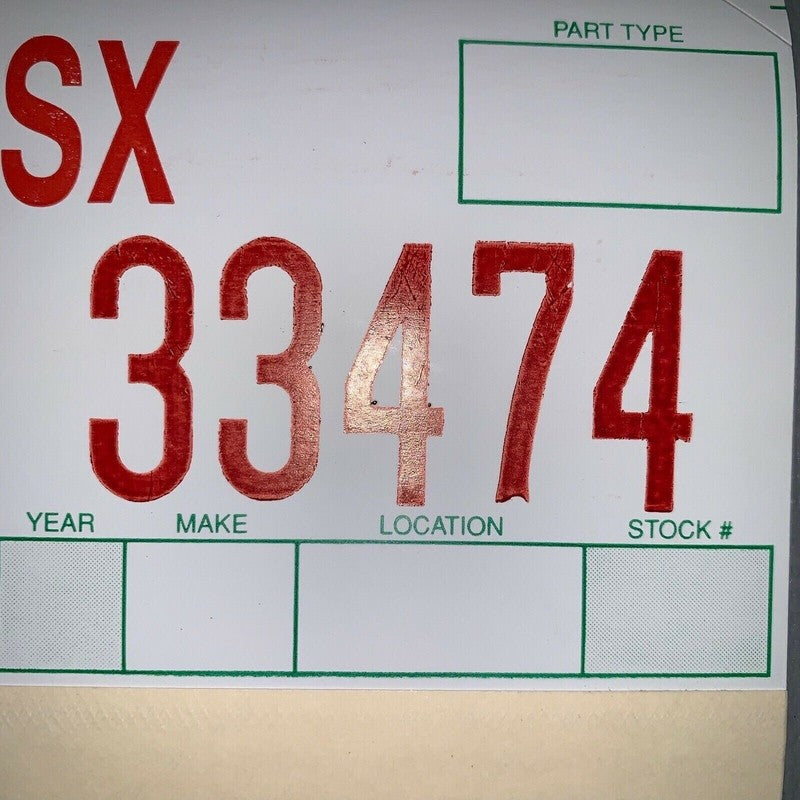 PART TYPE
SX
33474
YEAR MAKE LOCATION STOCK #